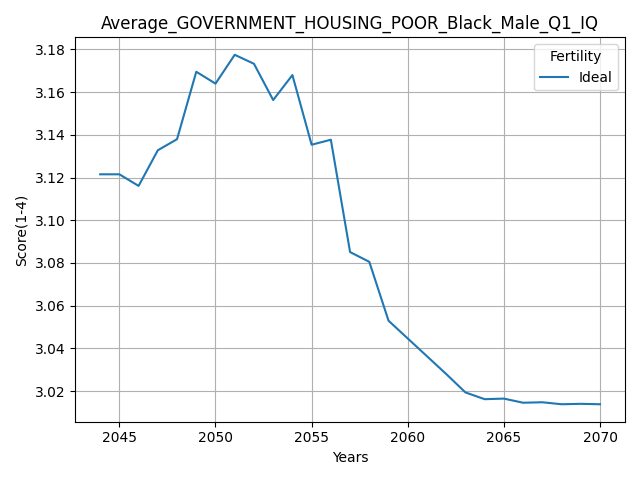 Average_GOVERNMENT_HOUSING_POOR_Black_Male_Q1_IQ
Fertility
Ideal
3.18
3.16
3.14
3.12
3.10
3.08
3.06
3.04
3.02
Score(1-4)
2045 2050 2055 2060 2065 2070
Years